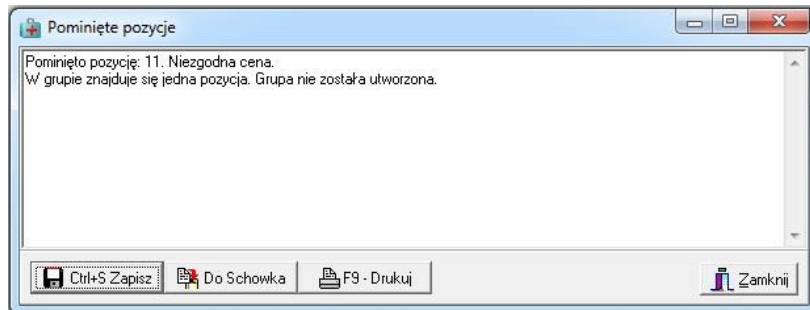 Pominięte pozycje
Pominięto pozycję: 11. Niezgodna cena.
W grupie znajduje się jedna pozycja. Grupa nie została utworzona.
Ctrl+S Zapisz
Do Schowka
F9 - Drukuj
Zamknij